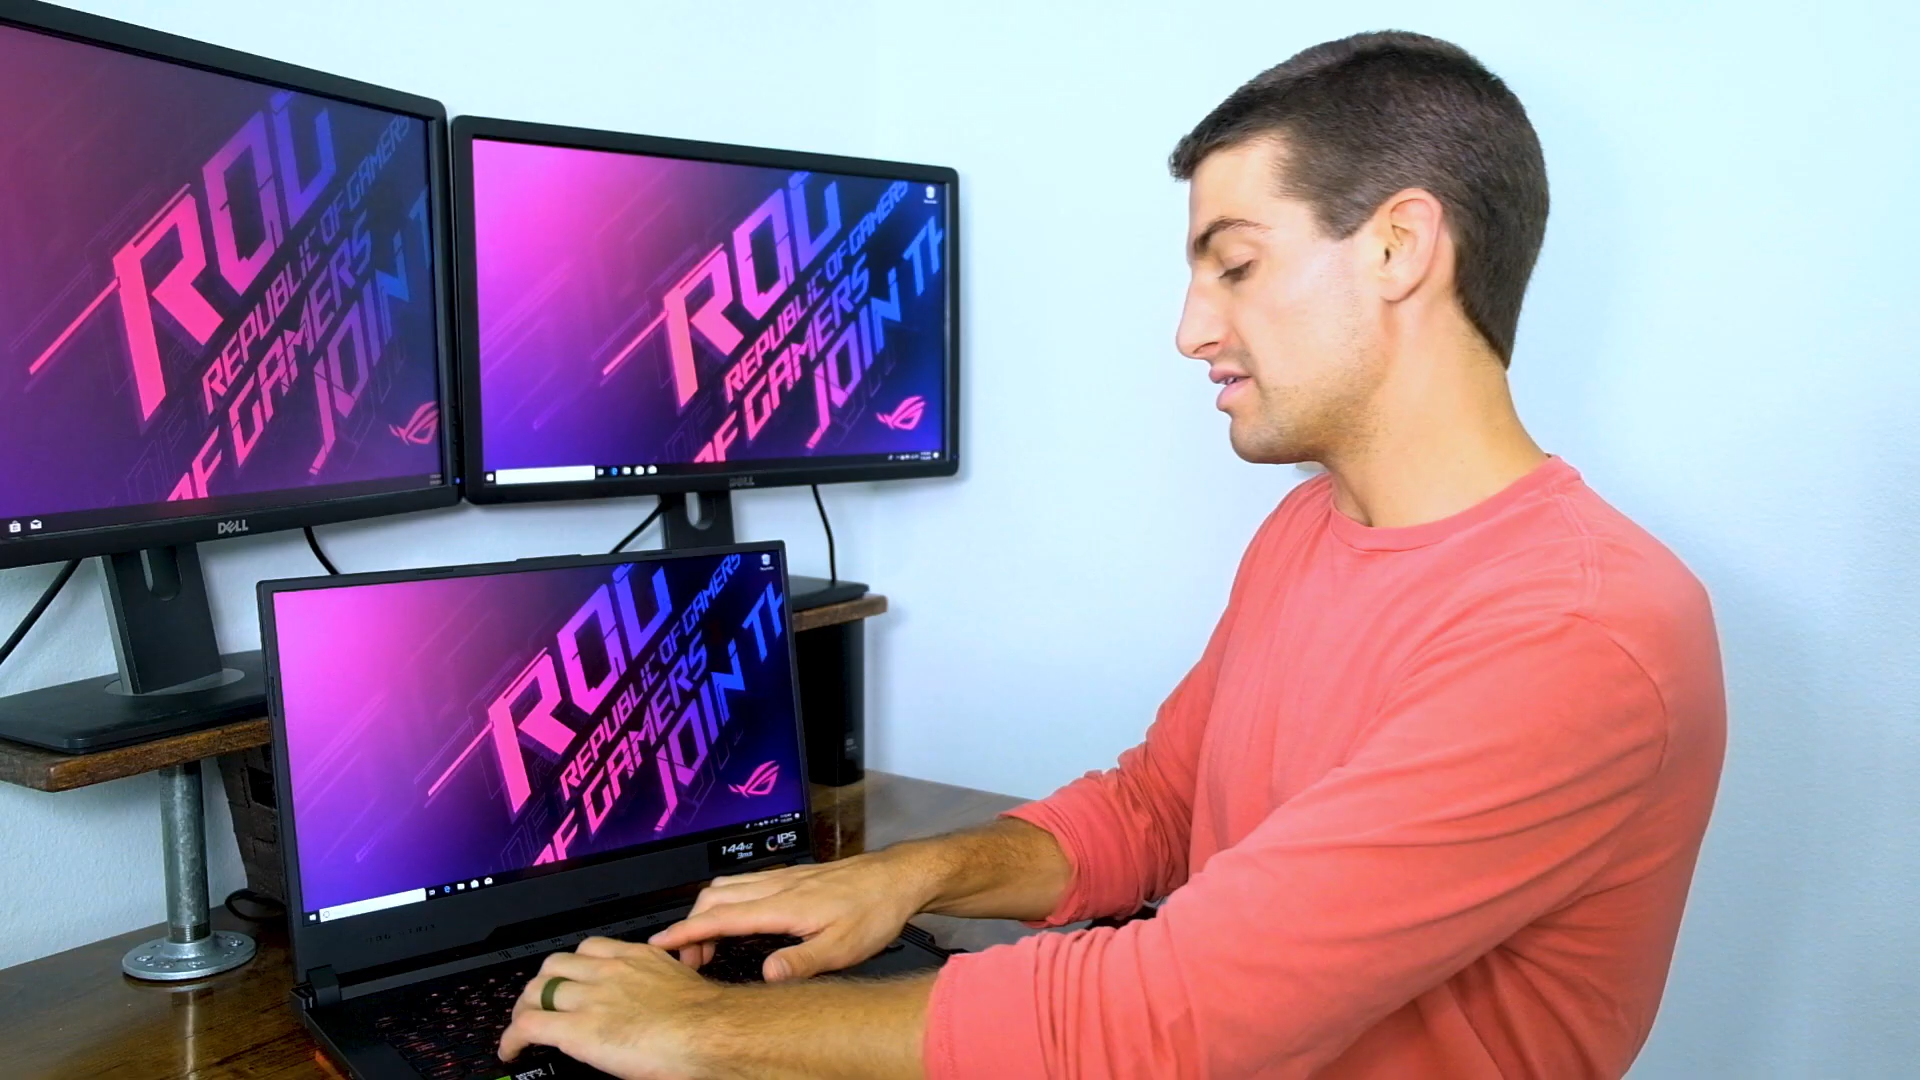 ROG
REPUBLIC OF GAMERS
OF GAMERS
JOIN T
DELL
ROG
REPUBLIC OF GAMERS
OF GAMERS
JOIN TH
DELL
ROG
REPUBLIC OF GAMERS
OF GAMERS
JOIN TH
144Hz
3ms
IPS
RTX